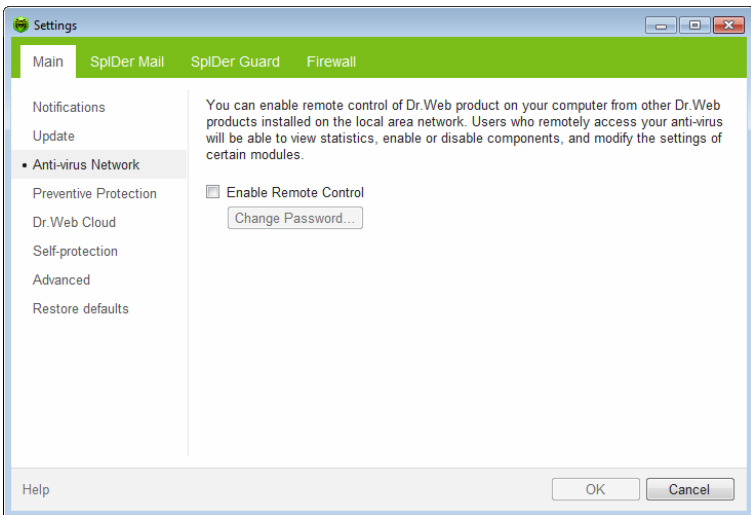 Settings
Main SpIDer Mail SpIDer Guard Firewall
Notifications
Update
Anti-virus Network
Preventive Protection
Dr.Web Cloud
Self-protection
Advanced
Restore defaults
You can enable remote control of Dr.Web product on your computer from other Dr.Web
products installed on the local area network. Users who remotely access your anti-virus
will be able to view statistics, enable or disable components, and modify the settings of
certain modules.
Enable Remote Control
Change Password...
Help
OK
Cancel